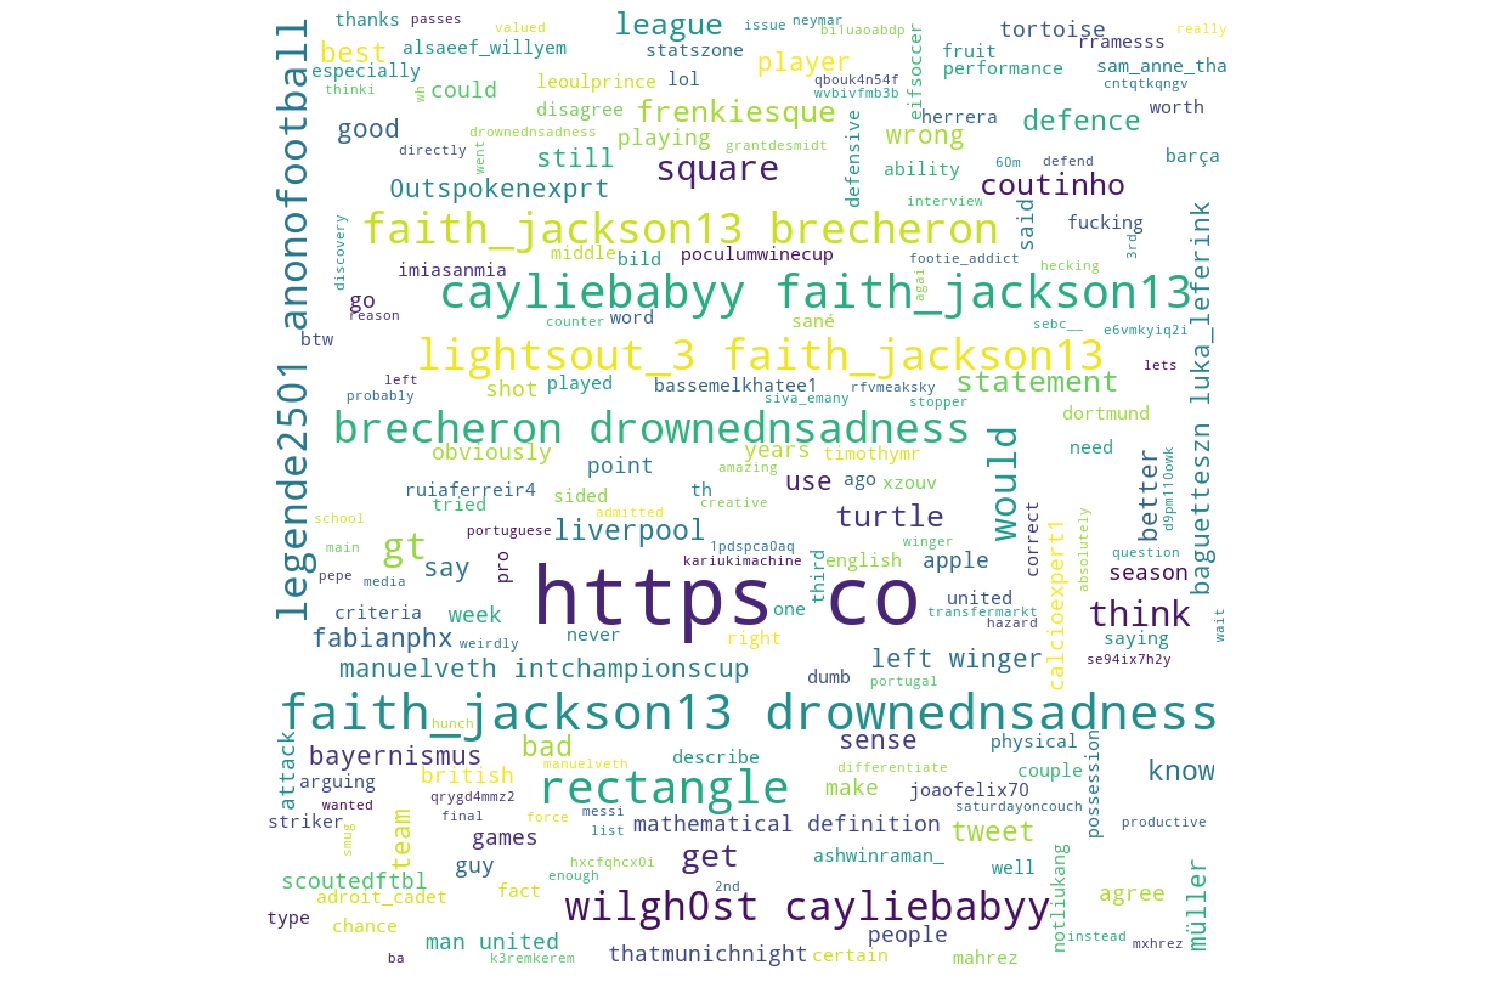 thanks passes valued league issue neymar bi1uaoabdp tortoise really
best alsaeef_willyem statszone player eifsoccer fruit rramesss
especially leoulprince lol qbouk4n54f performance sam_anne_tha
thinki wh could wvbivfmb3b cntqtkqngv
legende2501 anonofootball
disagree frenkiesque herrera defence worth
good drownednsadness playing defensive wrong
directly went still grantdesmidt ability 60m defend barça
Outspokenexprt square coutinho
interview said
faith_jackson13 brecheron fucking
discovery middle bild poculumwinecup footie_addict 3rd
imiasanmia hecking
go cayliebabyy faith_jackson13 agai
reason counter word sané sebc__ e6vmkyiq2i
btw
lightsout_3 faith_jackson13 lets
left shot played bassemelkhatee1 rfvmeaksky statement
probably siva_emany stopper
brecheron drownednsadness dortmund
baguetteszn luka_leferink
obviously years timothymr would need
point amazing better d9pm110owk
ruiaferreir4 sided th use ago xzouv
tried creative
school admitted turtle correct absolutely
portuguese liverpool
main gt 1pdspca0aq winger calcioexpert1 question
pepe media say pro kariukimachine third english apple season
https co
criteria week one united transfermarkt think
hazard
fabianphx weirdly never right saying wait
manuelveth intchampionscup left winger se94ix7h2y
dumb portugal
faith_jackson13 drownednsadness
hunch
attack bayernismus bad describe sense physical possession
manuelveth differentiate couple know
arguing british rectangle make joaofelix70
wanted qrygd4mmz2 saturdayoncouch
striker smug team final force messi list mathematical definition tweet productive
games
guy hxcfqhcx0i get ashwinraman_ well
scoutedftbl enough 2nd notliukang
adroit_cadet fact agree müller
type wilgh0st cayliebabyy
chance
man united people instead mxhrez
ba k3remkerem thatmunichnight certain mahrez